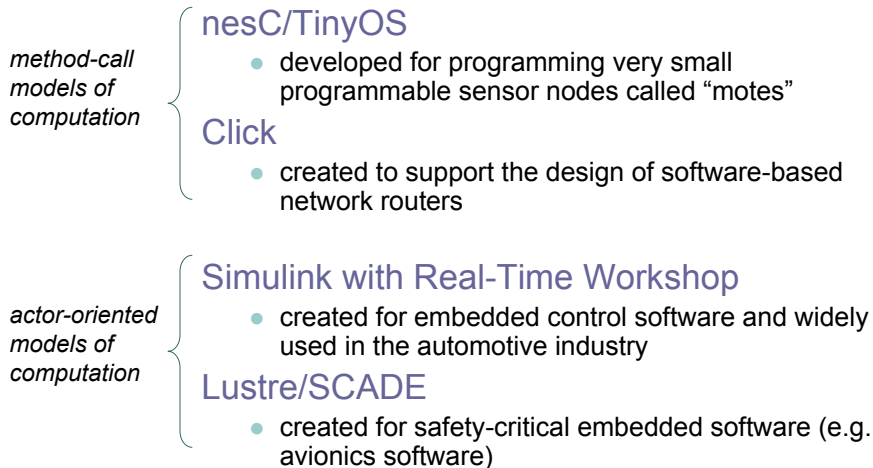 method-call
models of
computation
nesC/TinyOS
● developed for programming very small
programmable sensor nodes called “motes”
Click
● created to support the design of software-based
network routers
actor-oriented
models of
computation
Simulink with Real-Time Workshop
● created for embedded control software and widely
used in the automotive industry
Lustre/SCADE
● created for safety-critical embedded software (e.g.
avionics software)